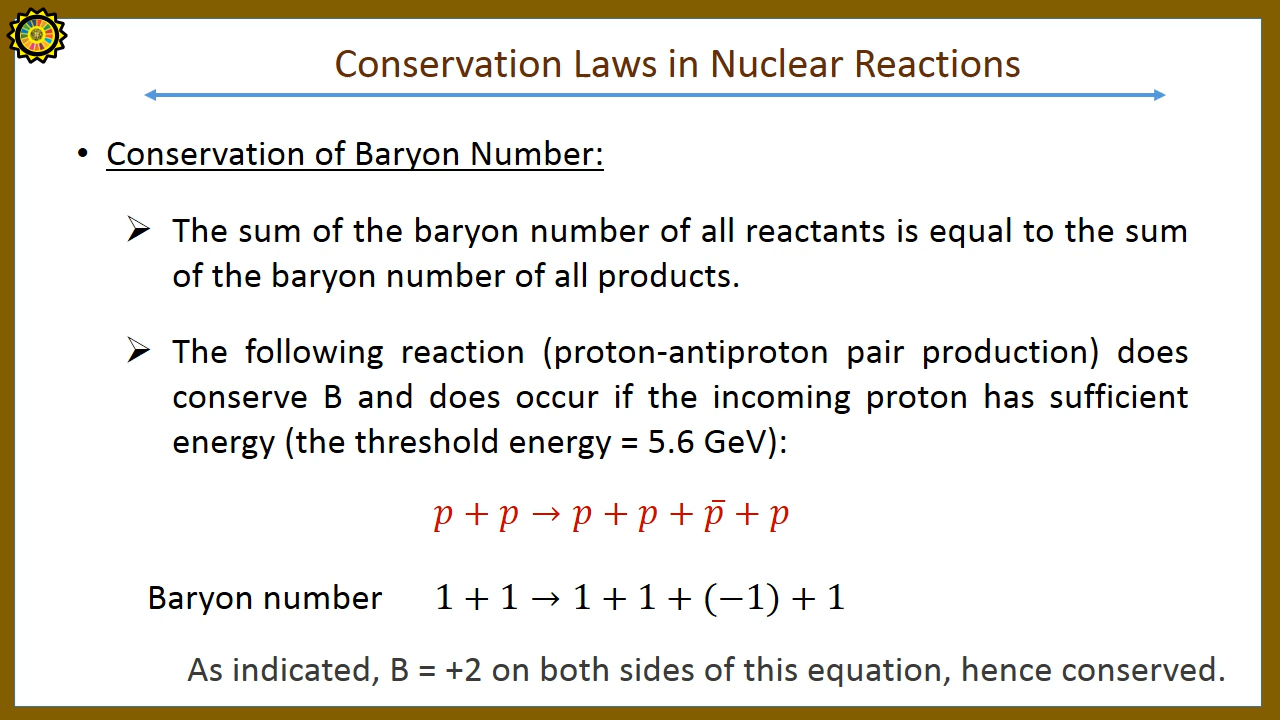 Conservation Laws in Nuclear Reactions
• Conservation of Baryon Number:
➢ The sum of the baryon number of all reactants is equal to the sum
of the baryon number of all products.
➢ The following reaction (proton-antiproton pair production) does
conserve B and does occur if the incoming proton has sufficient
energy (the threshold energy = 5.6 GeV):
p + p → p + p + p̄ + p
Baryon number 1 + 1 → 1 + 1 + (−1) + 1
As indicated, B = +2 on both sides of this equation, hence conserved.